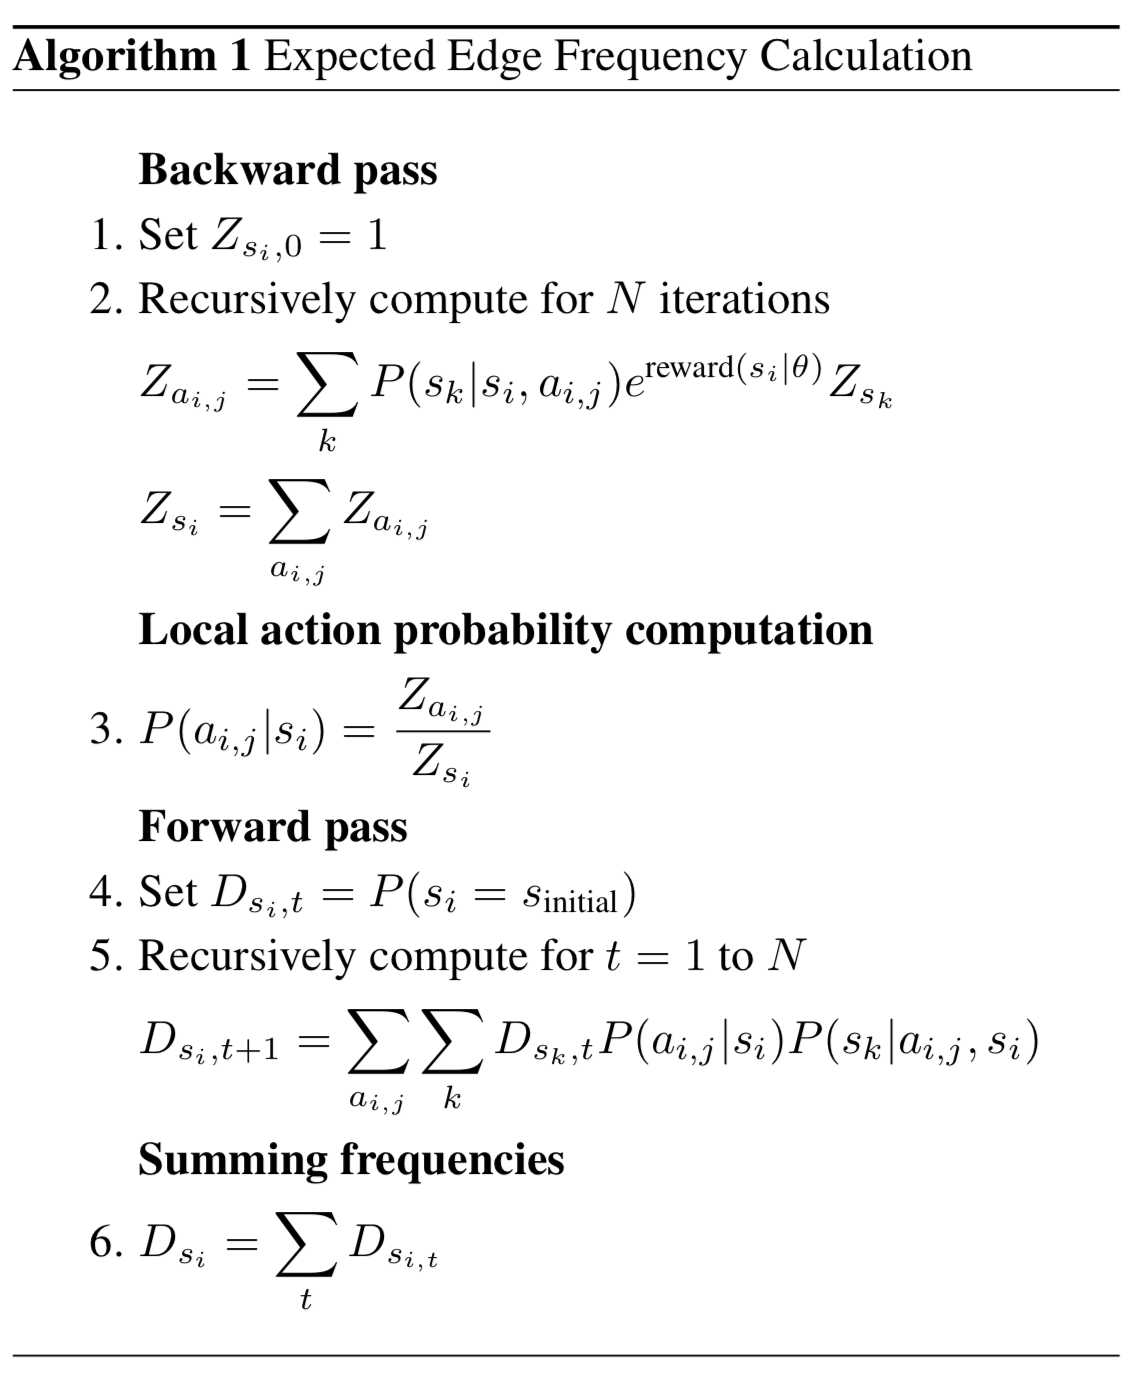 Algorithm 1 Expected Edge Frequency Calculation
Backward pass
1. Set $Z_{s_i,0} = 1$
2. Recursively compute for $N$ iterations
$Z_{a_{i,j}} = \sum_k P(s_k|s_i, a_{i,j}) e^{\text{reward}(s_i|\theta)} Z_{s_k}$
$Z_{s_i} = \sum_{a_{i,j}} Z_{a_{i,j}}$
Local action probability computation
3. $P(a_{i,j}|s_i) = \frac{Z_{a_{i,j}}}{Z_{s_i}}$
Forward pass
4. Set $D_{s_i,t} = P(s_i = s_{\text{initial}})$
5. Recursively compute for $t = 1$ to $N$
$D_{s_i,t+1} = \sum_{a_{i,j}} \sum_k D_{s_k,t} P(a_{i,j}|s_i) P(s_k|a_{i,j}, s_i)$
Summing frequencies
6. $D_{s_i} = \sum_t D_{s_{i,t}}$